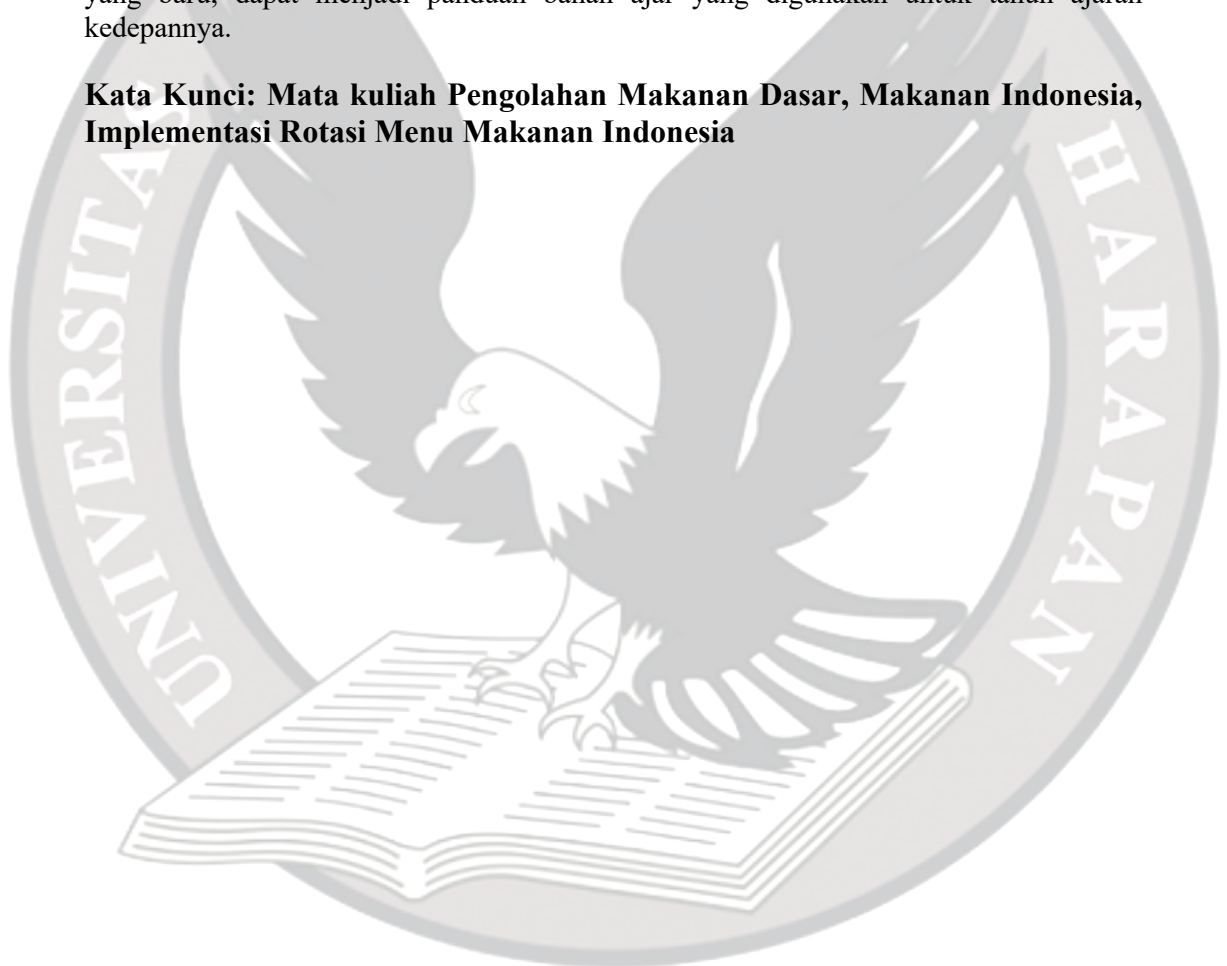 yang baru, dapat menjadi panduan bahan ajar yang digunakan untuk tahun ajaran
kedepannya.
Kata Kunci: Mata kuliah Pengolahan Makanan Dasar, Makanan Indonesia,
Implementasi Rotasi Menu Makanan Indonesia
UNIVERSITAS
HARAPAN